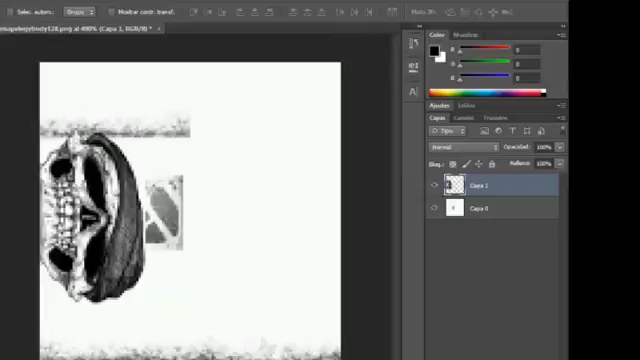 Selec. autom.: Grupo Mostrar contr. transf.
Color Muestras
R 0
G 0
B 0
Ajustes Estilos
Capas Canales Trazados
Tipo
Normal Opacidad: 100%
Bloq.: Relleno: 100%
Capa 1
Capa 0